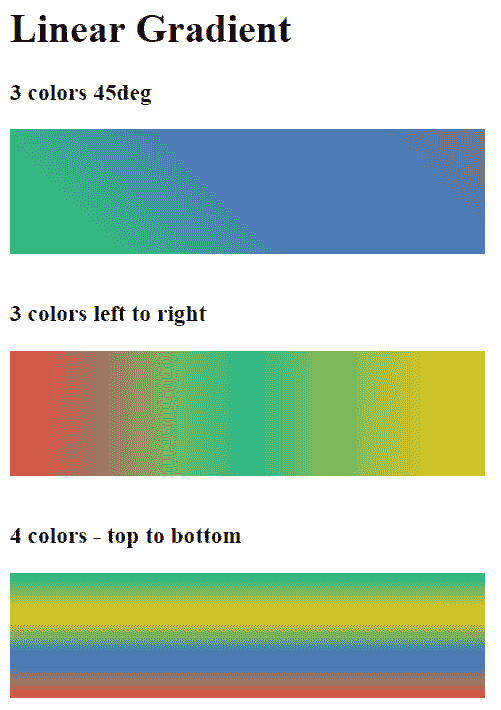 Linear Gradient
3 colors 45deg
3 colors left to right
4 colors - top to bottom